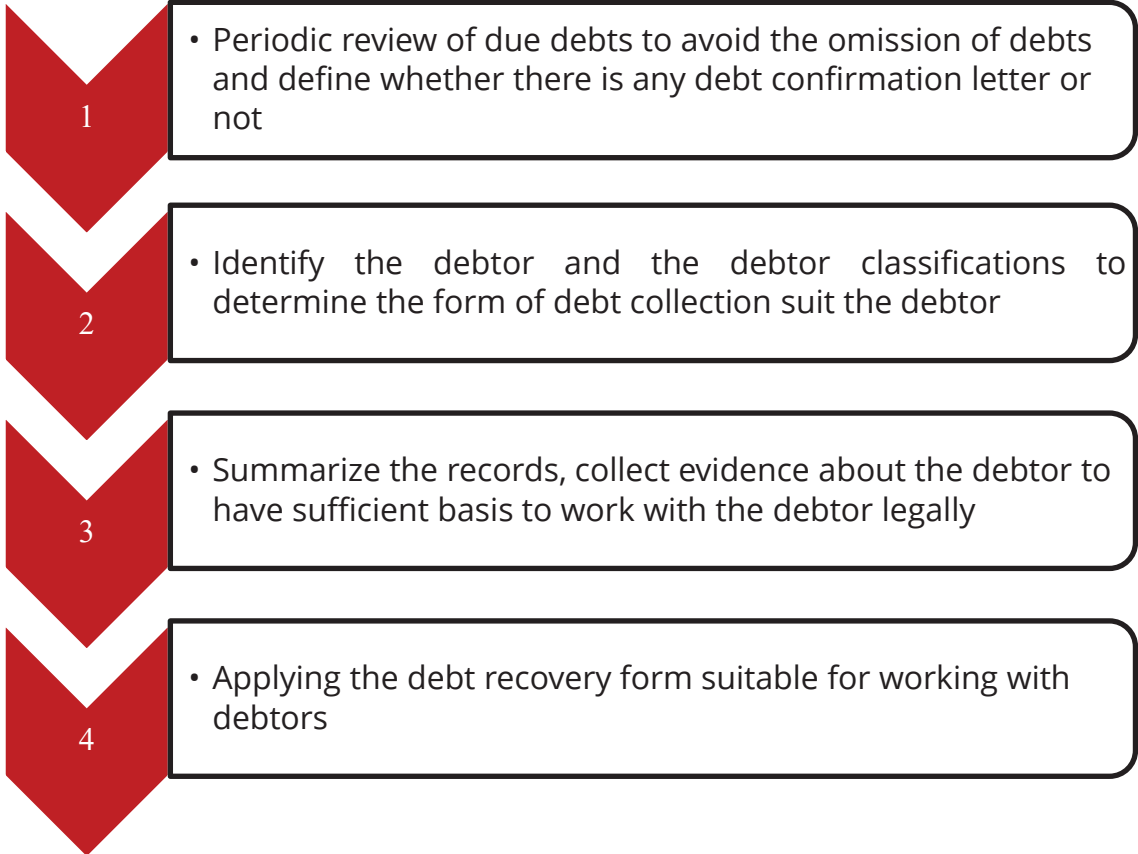 1
• Periodic review of due debts to avoid the omission of debts
and define whether there is any debt confirmation letter or
not
2
• Identify the debtor and the debtor classifications to
determine the form of debt collection suit the debtor
3
• Summarize the records, collect evidence about the debtor to
have sufficient basis to work with the debtor legally
4
• Applying the debt recovery form suitable for working with
debtors